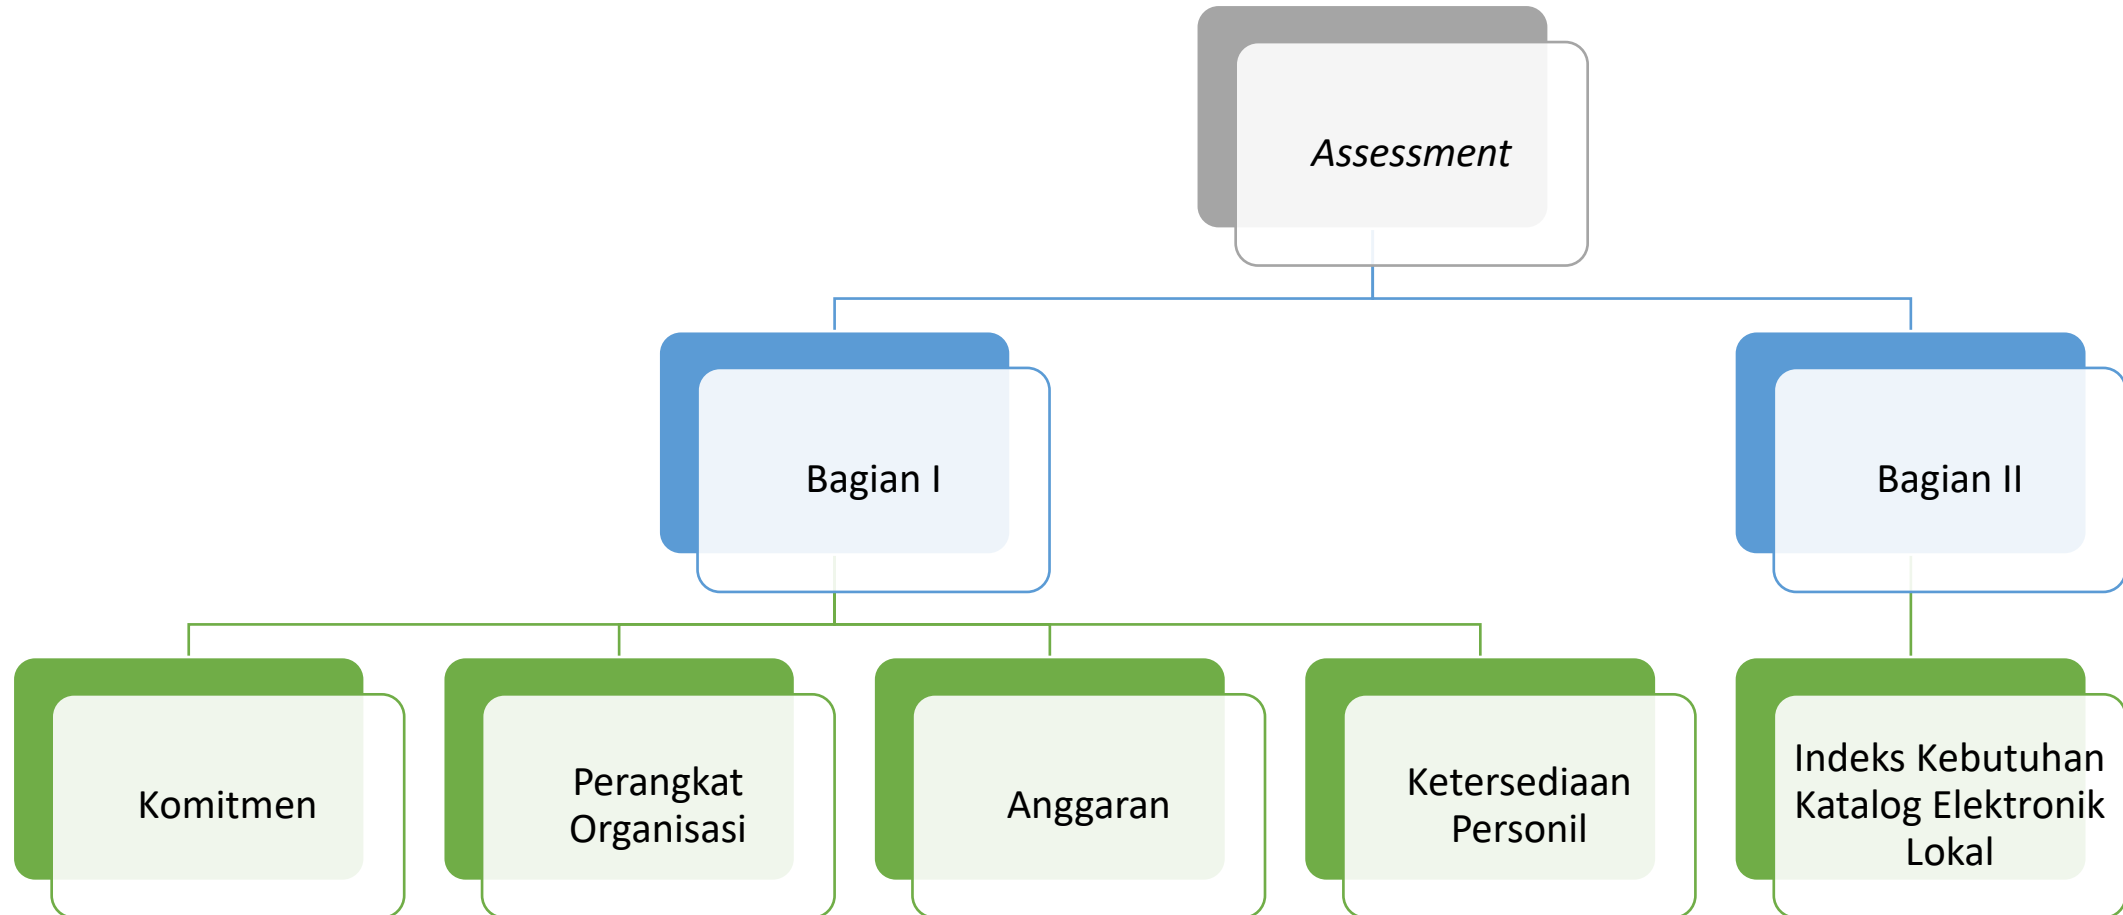 Assessment
Bagian I
Bagian II
Komitmen
Perangkat
Organisasi
Anggaran
Ketersediaan
Personil
Indeks Kebutuhan
Katalog Elektronik
Lokal